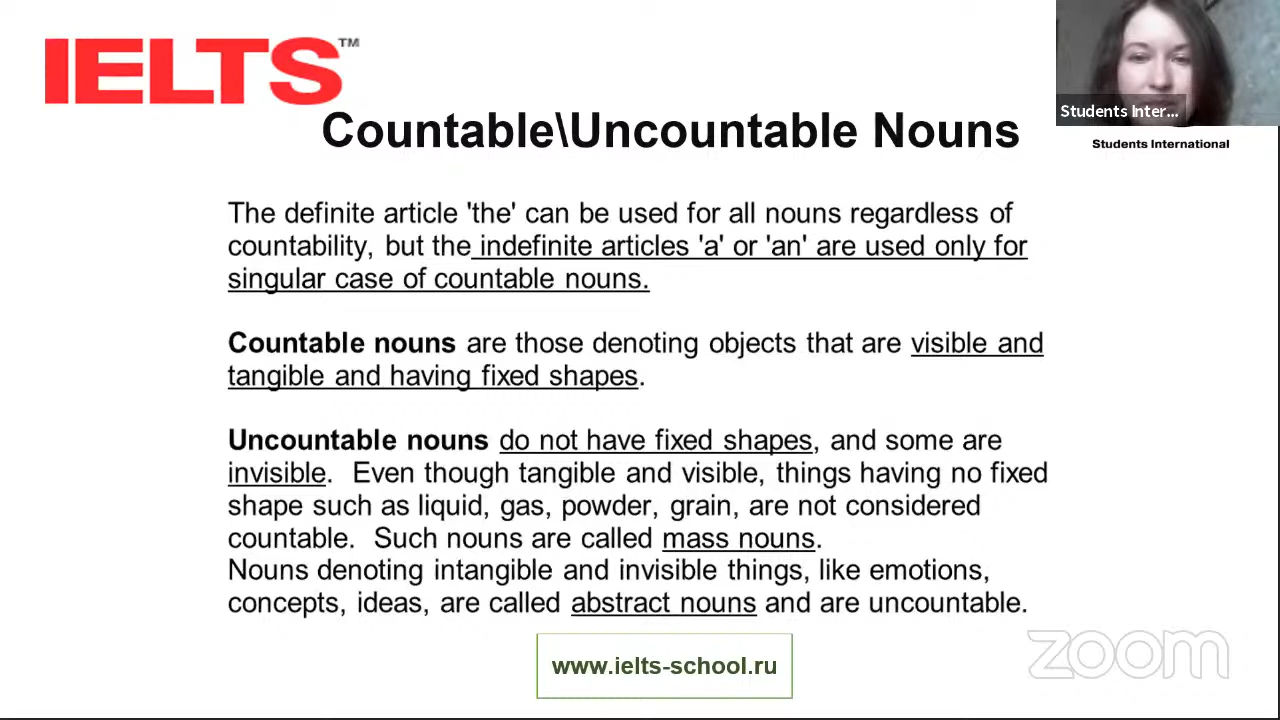 IELTS™
Countable\Uncountable Nouns
Students Inter...
Students International
The definite article 'the' can be used for all nouns regardless of
countability, but the indefinite articles 'a' or 'an' are used only for
singular case of countable nouns.
Countable nouns are those denoting objects that are visible and
tangible and having fixed shapes.
Uncountable nouns do not have fixed shapes, and some are
invisible.  Even though tangible and visible, things having no fixed
shape such as liquid, gas, powder, grain, are not considered
countable.  Such nouns are called mass nouns.
Nouns denoting intangible and invisible things, like emotions,
concepts, ideas, are called abstract nouns and are uncountable.
www.ielts-school.ru
zoom